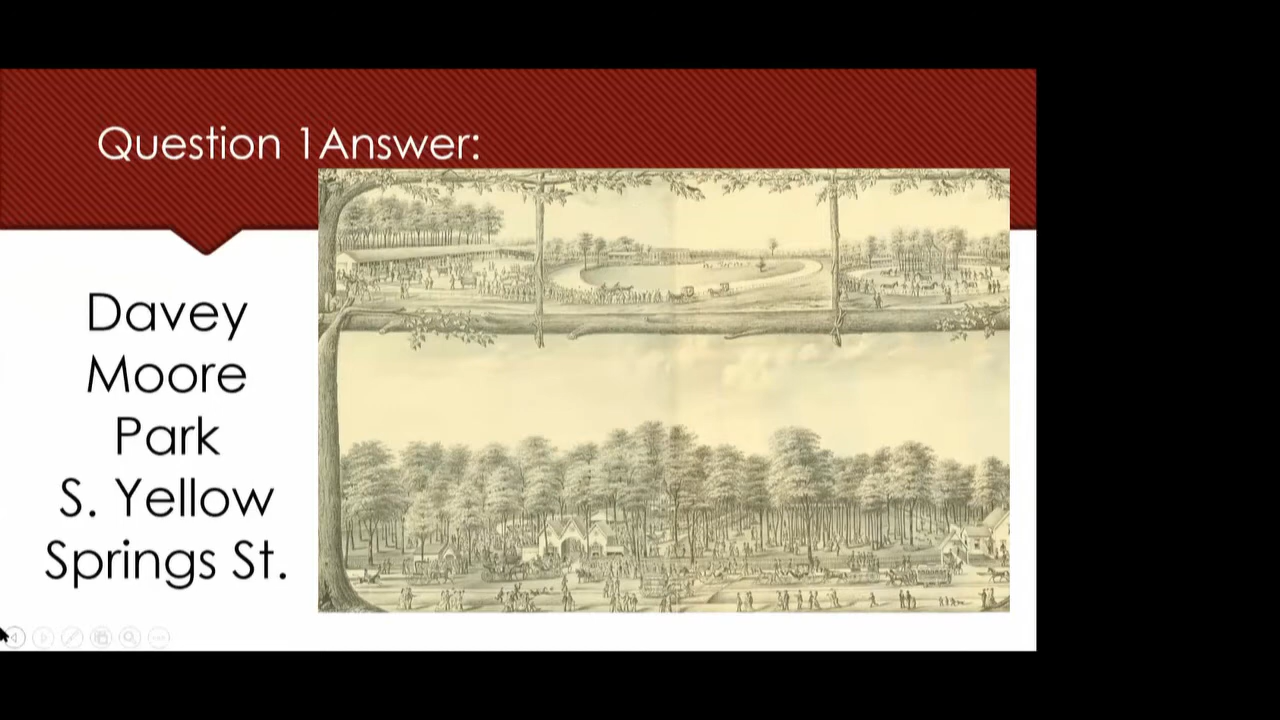 Question 1Answer:
Davey
Moore
Park
S. Yellow
Springs St.